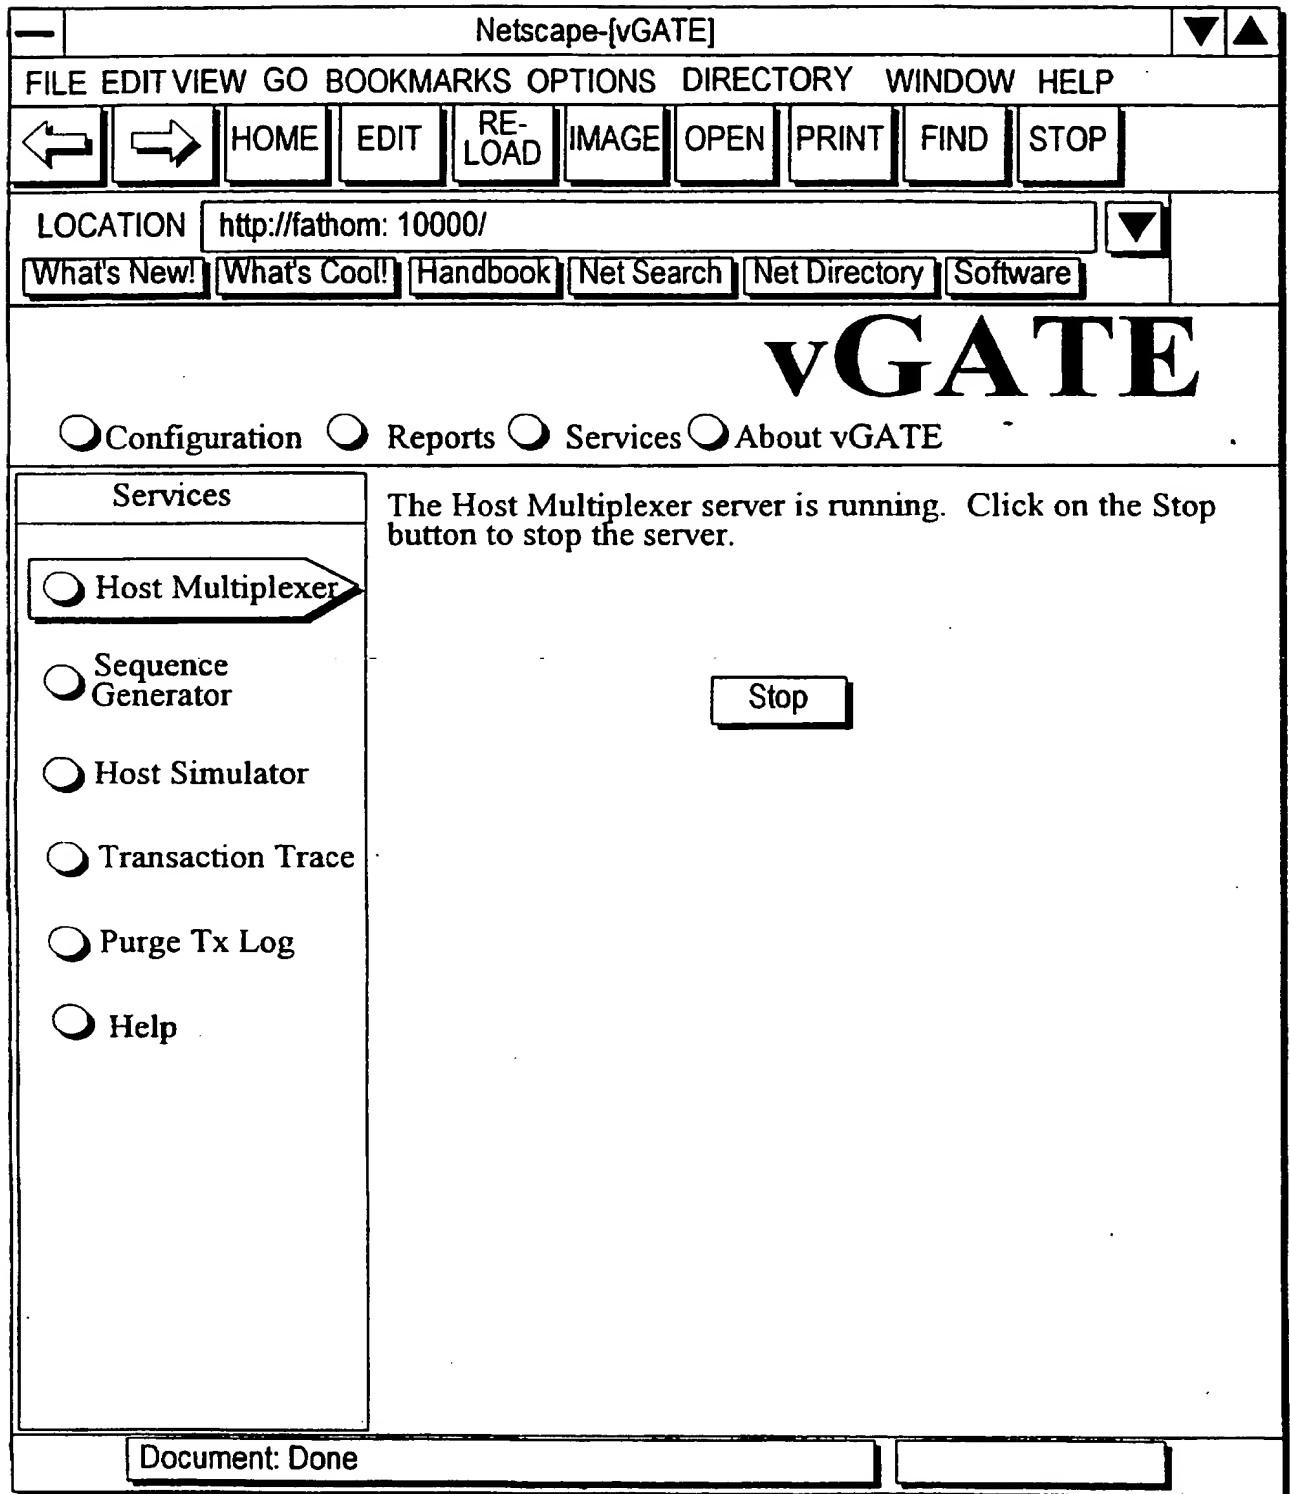 Netscape-[vGATE]
FILE EDIT VIEW GO BOOKMARKS OPTIONS DIRECTORY WINDOW HELP
HOME EDIT RE-LOAD IMAGE OPEN PRINT FIND STOP
LOCATION http://fathom: 10000/
What's New! What's Cool! Handbook Net Search Net Directory Software
vGATE
Configuration Reports Services About vGATE
Services
Host Multiplexer
Sequence
Generator
Host Simulator
Transaction Trace
Purge Tx Log
Help
The Host Multiplexer server is running. Click on the Stop
button to stop the server.
Stop
Document: Done